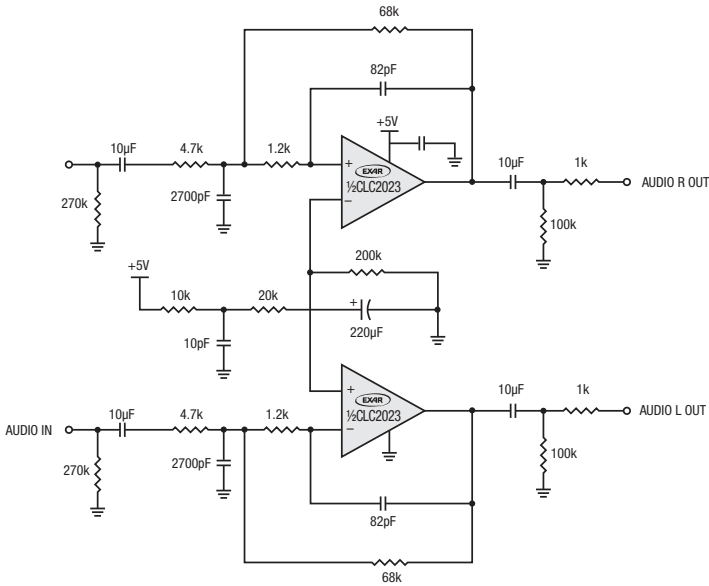 68k
82pF
+5V
10µF
4.7k
1.2k
+
EXAR
½CLC2023
−
10µF
1k
AUDIO R OUT
270k
2700pF
100k
200k
+5V
10k
20k
+
220µF
10pF
+
EXAR
½CLC2023
−
10µF
1k
AUDIO L OUT
AUDIO IN
10µF
4.7k
1.2k
270k
2700pF
100k
82pF
68k